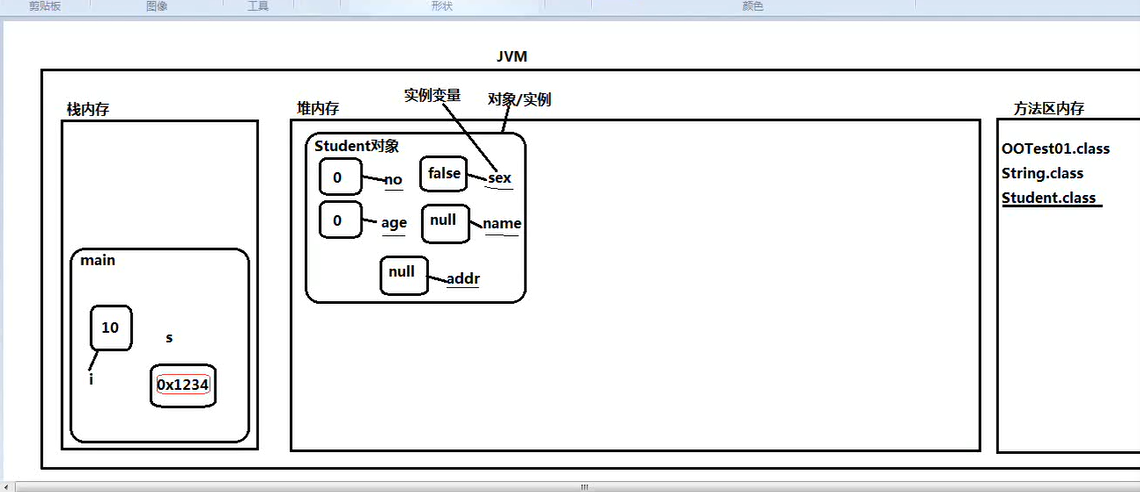 剪贴板
图像
工具
形状
颜色
JVM
栈内存
堆内存
实例变量
对象/实例
方法区内存
Student对象
0
no
false
sex
0
age
null
name
null
addr
main
10
s
i
0x1234
OOTest01.class
String.class
Student.class